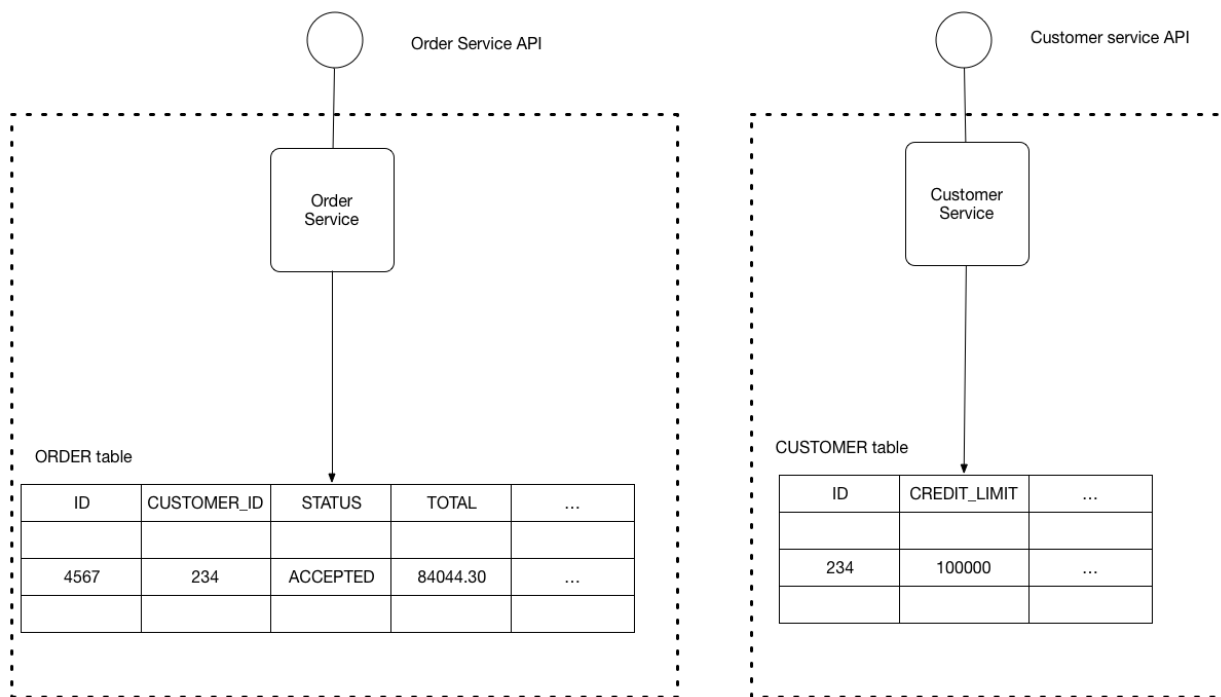 Order Service API
Customer service API
Order
Service
Customer
Service
ORDER table
ID CUSTOMER_ID STATUS TOTAL ...
4567 234 ACCEPTED 84044.30 ...
CUSTOMER table
ID CREDIT_LIMIT ...
234 100000 ...